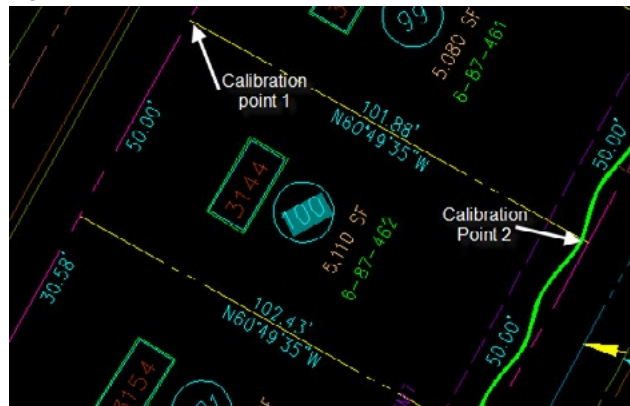 99
5.080 SF
6-87-461
Calibration
point 1
50.00'
101.88'
N60°49'35"W
50.00'
3144
100
5.110 SF
6-87-462
Calibration
Point 2
30.58'
102.43'
N60°49'35"W
50.00'
3154